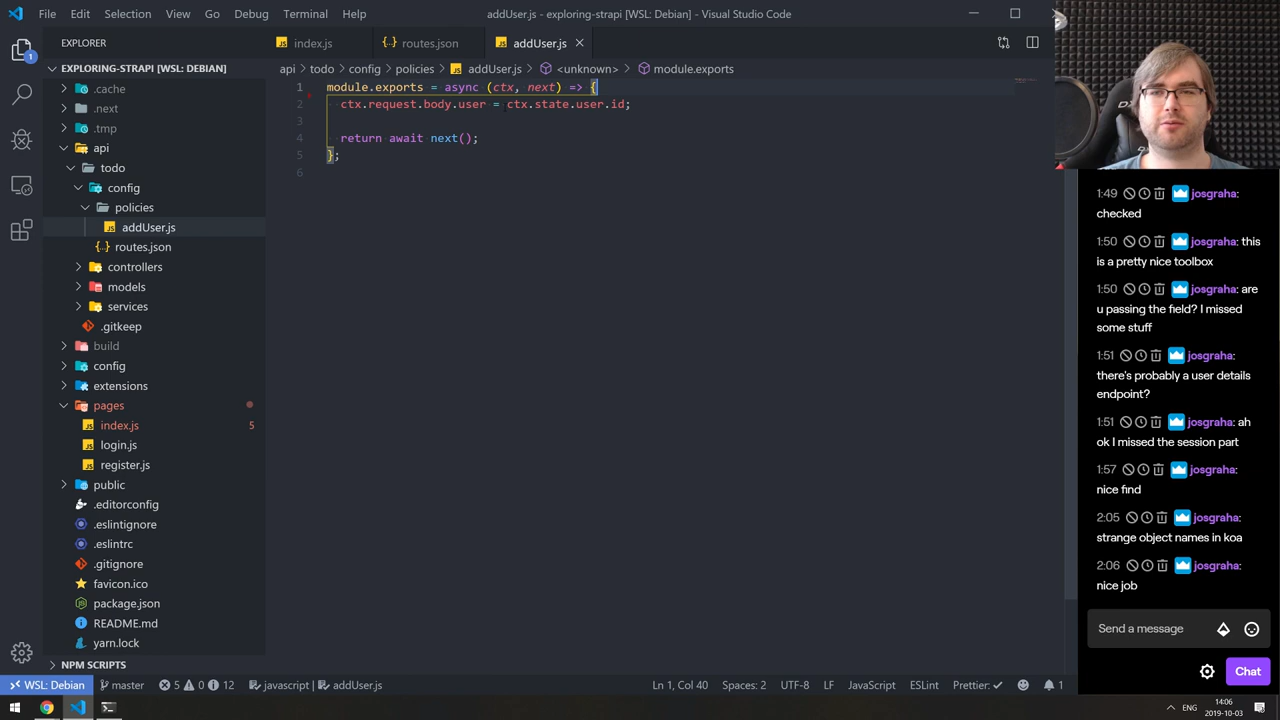 File Edit Selection View Go Debug Terminal Help
addUser.js - exploring-strapi [WSL: Debian] - Visual Studio Code
EXPLORER
index.js
routes.json
addUser.js
EXPLORING-STRAPI [WSL: DEBIAN]
api
todo
config
policies
addUser.js
<unknown>
module.exports
.cache
.next
.tmp
api
todo
config
policies
addUser.js
routes.json
controllers
models
services
.gitkeep
build
config
extensions
pages
index.js 5
login.js
register.js
public
.editorconfig
.eslintignore
.eslintrc
.gitignore
favicon.ico
package.json
README.md
yarn.lock
NPM SCRIPTS
1
1 module.exports = async (ctx, next) => {
2 ctx.request.body.user = ctx.state.user.id;
3
4 return await next();
5 };
6
1:49 josgraha:
checked
1:50 josgraha: this
is a pretty nice toolbox
1:50 josgraha: are
u passing the field? I missed
some stuff
1:51 josgraha:
there's probably a user details
endpoint?
1:51 josgraha: ah
ok I missed the session part
1:57 josgraha:
nice find
2:05 josgraha:
strange object names in koa
2:06 josgraha:
nice job
Send a message
Chat
WSL: Debian master 5 0 12 javascript | addUser.js Ln 1, Col 40 Spaces: 2 UTF-8 LF JavaScript ESLint Prettier: ✓ 1
ENG
14:06
2019-10-03